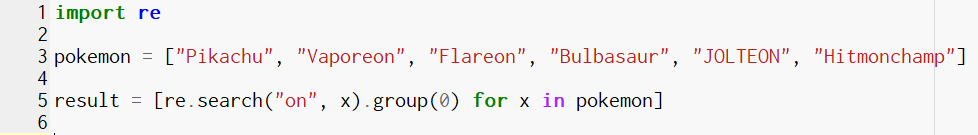 1 import re
2
3 pokemon = ["Pikachu", "Vaporeon", "Flareon", "Bulbasaur", "JOLTEON", "Hitmonchamp"]
4
5 result = [re.search("on", x).group(0) for x in pokemon]
6